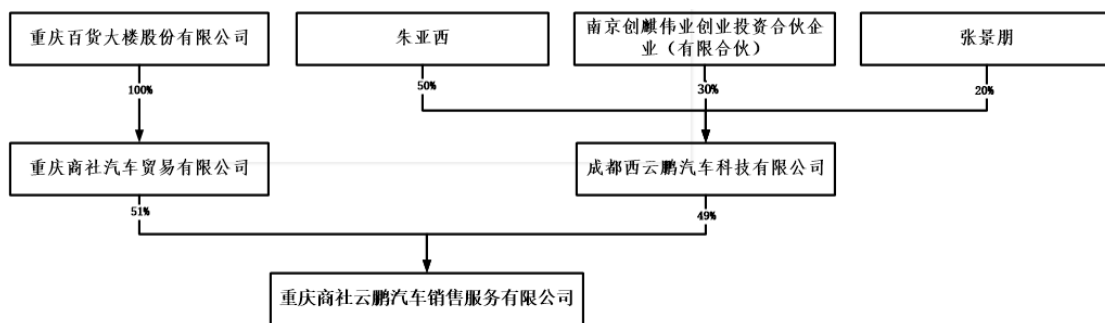 重庆百货大楼股份有限公司
朱亚西
南京创麒伟业创业投资合伙企
业（有限合伙）
张景朋
100%
50%
30%
20%
重庆商社汽车贸易有限公司
成都西云鹏汽车科技有限公司
51%
49%
重庆商社云鹏汽车销售服务有限公司